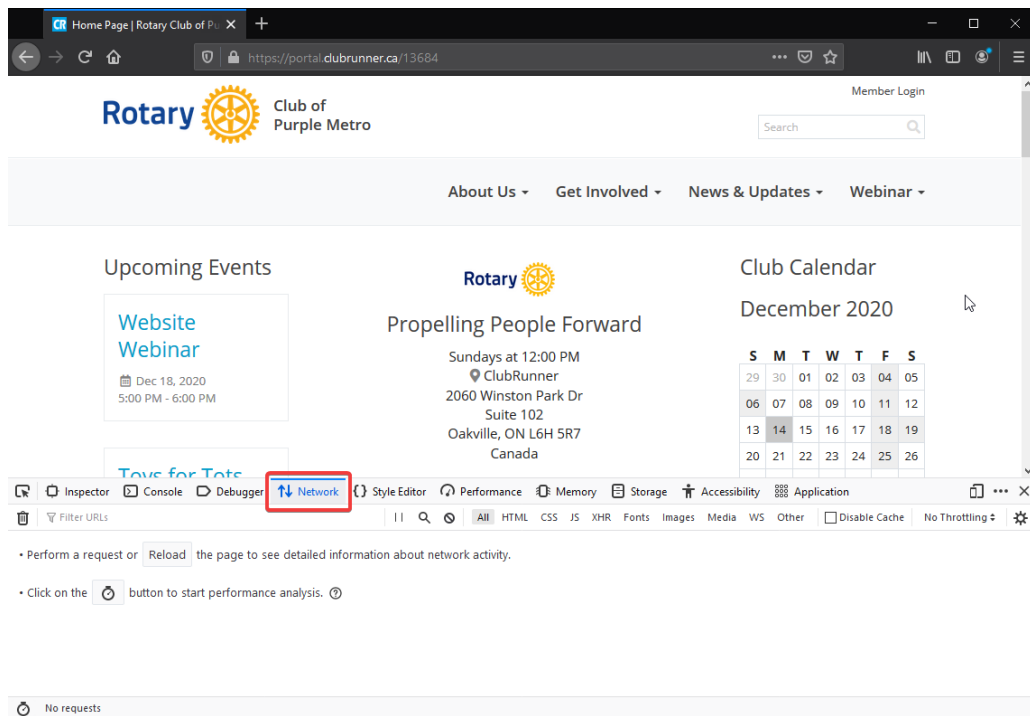 CR Home Page | Rotary Club of Pu
https://portal.clubrunner.ca/13684
Member Login
Rotary
Club of
Purple Metro
Search
About Us
Get Involved
News & Updates
Webinar
Upcoming Events
Website
Webinar
Dec 18, 2020
5:00 PM - 6:00 PM
Toys for Tots
Rotary
Propelling People Forward
Sundays at 12:00 PM
ClubRunner
2060 Winston Park Dr
Suite 102
Oakville, ON L6H 5R7
Canada
Club Calendar
December 2020
S M T W T F S
29 30 01 02 03 04 05
06 07 08 09 10 11 12
13 14 15 16 17 18 19
20 21 22 23 24 25 26
Inspector Console Debugger Network Style Editor Performance Memory Storage Accessibility Application
Filter URLs All HTML CSS JS XHR Fonts Images Media WS Other Disable Cache No Throttling
• Perform a request or Reload the page to see detailed information about network activity.
• Click on the button to start performance analysis.
No requests